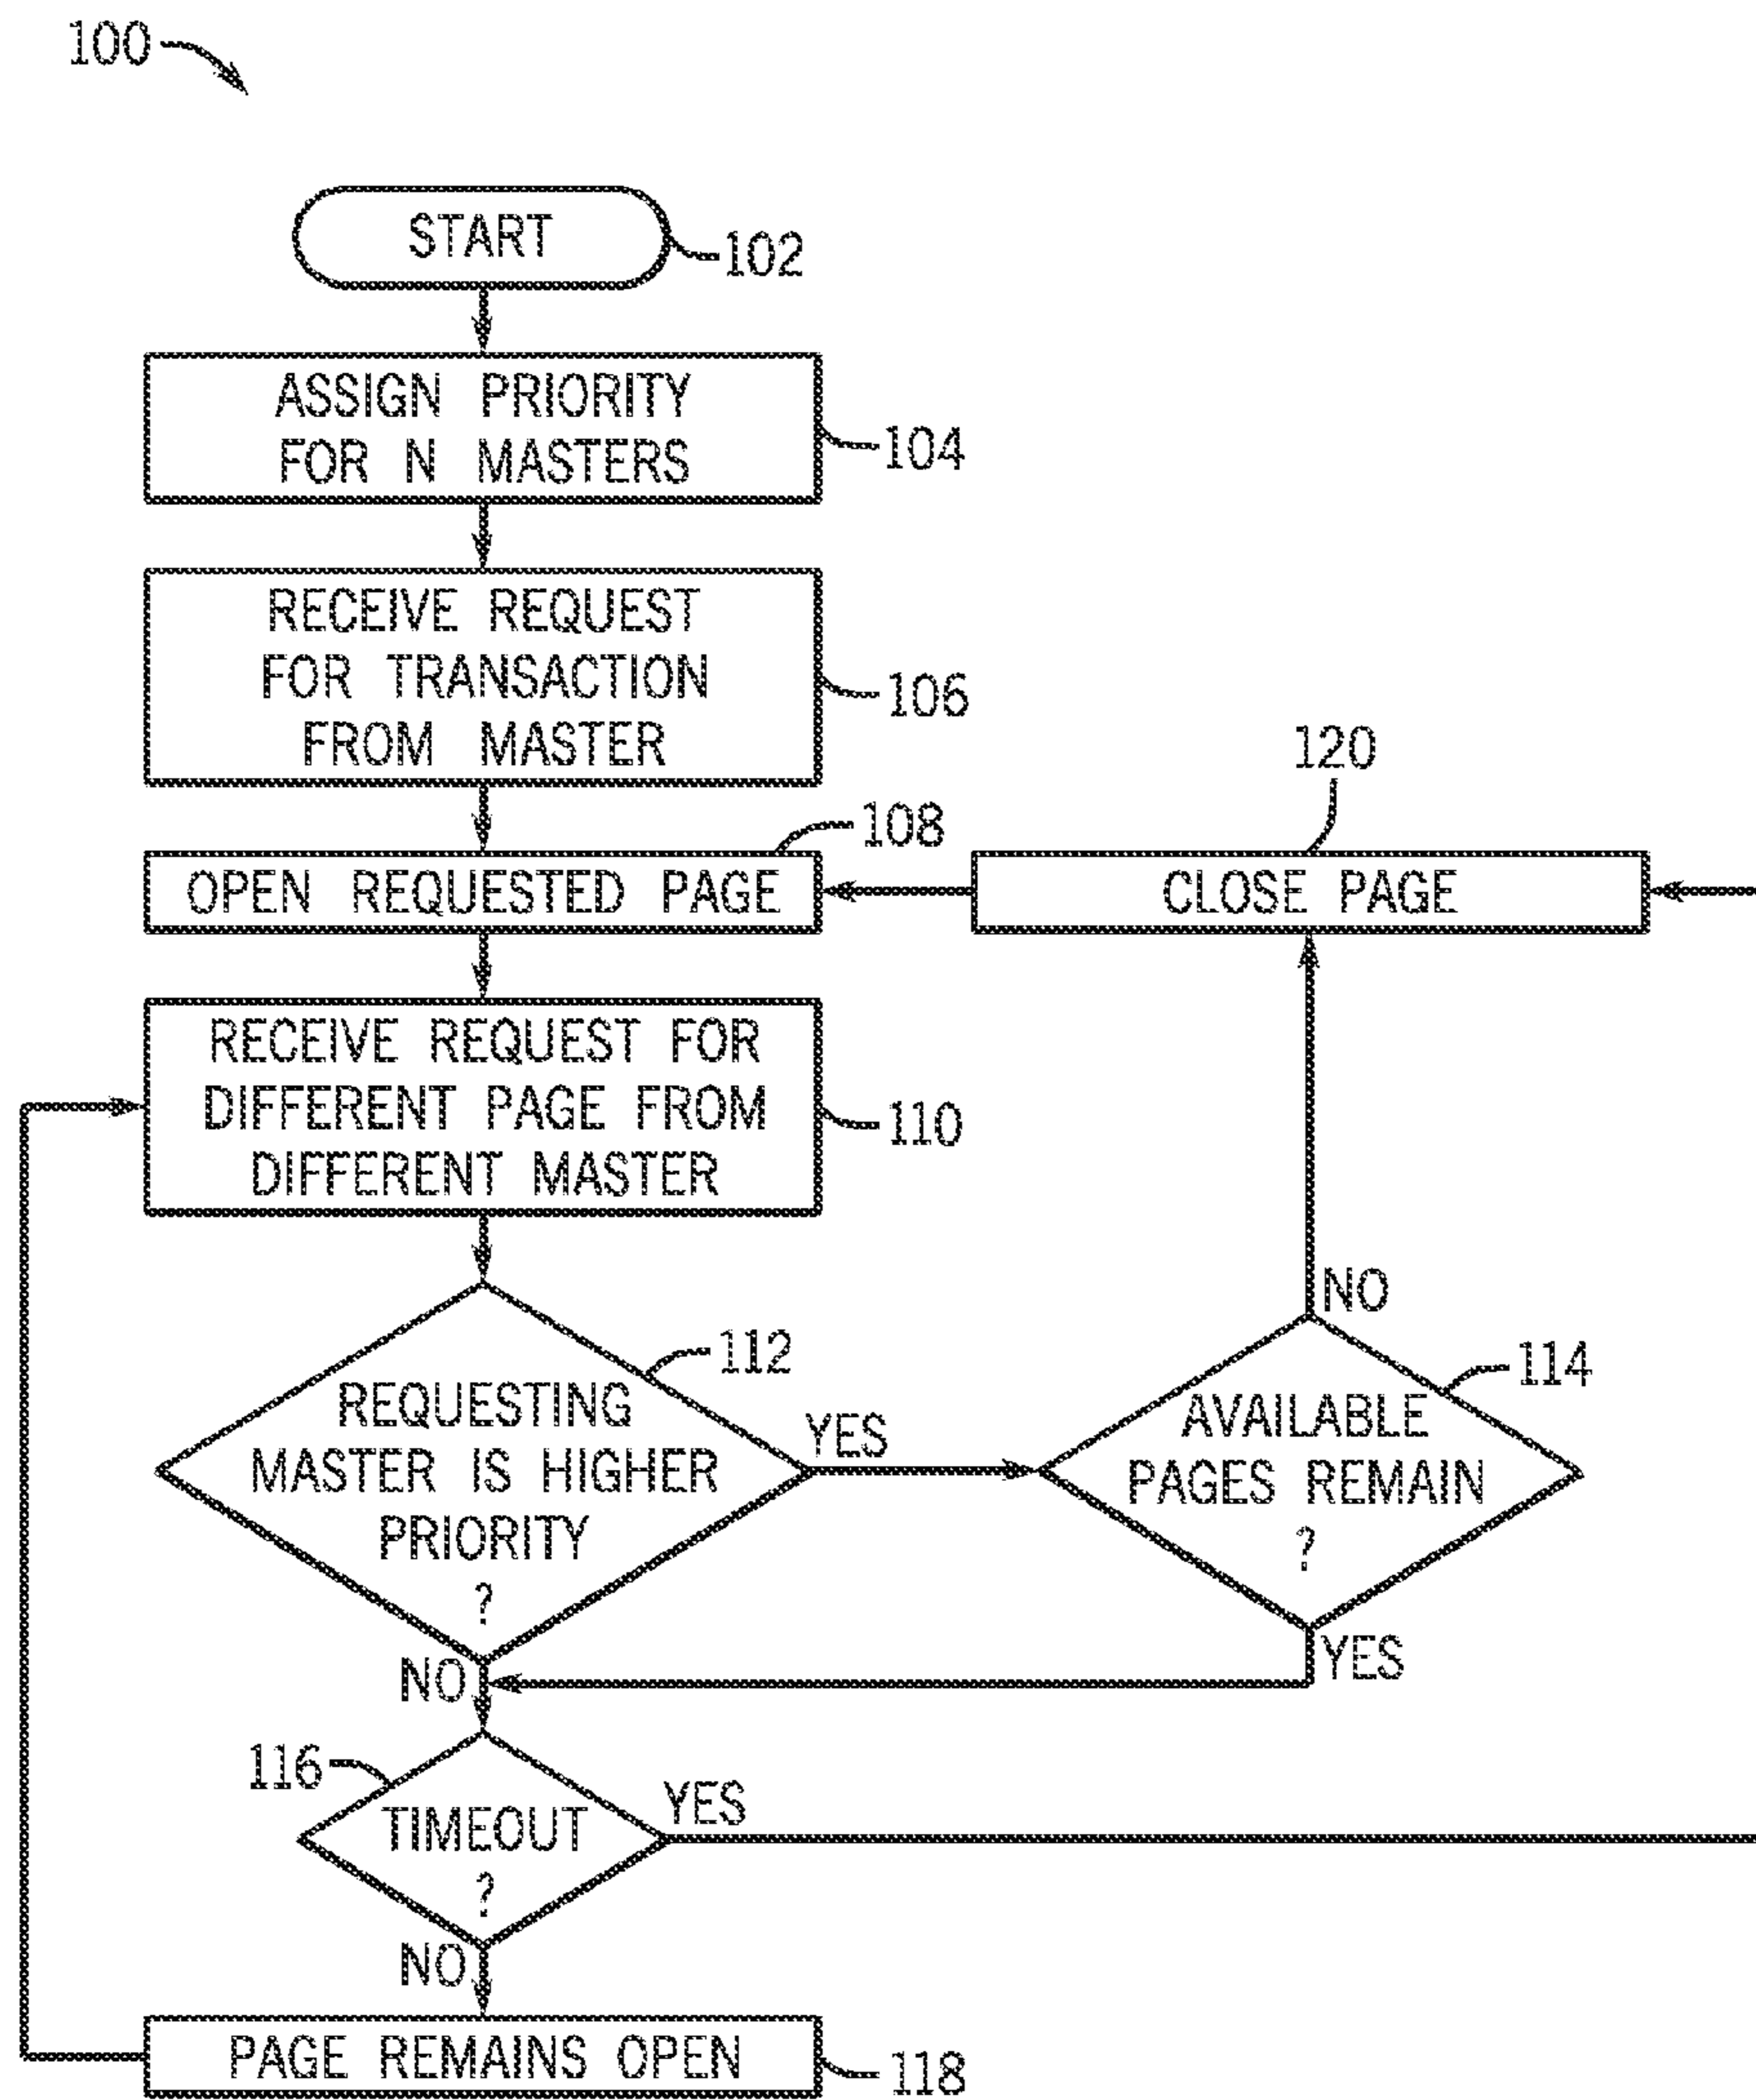 100
START
102
ASSIGN PRIORITY
FOR N MASTERS
104
RECEIVE REQUEST
FOR TRANSACTION
FROM MASTER
106
120
108
OPEN REQUESTED PAGE
CLOSE PAGE
RECEIVE REQUEST FOR
DIFFERENT PAGE FROM
DIFFERENT MASTER
110
NO
112
114
REQUESTING
MASTER IS HIGHER
PRIORITY
?
YES
AVAILABLE
PAGES REMAIN
?
NO
YES
116
TIMEOUT
?
YES
NO
PAGE REMAINS OPEN
118